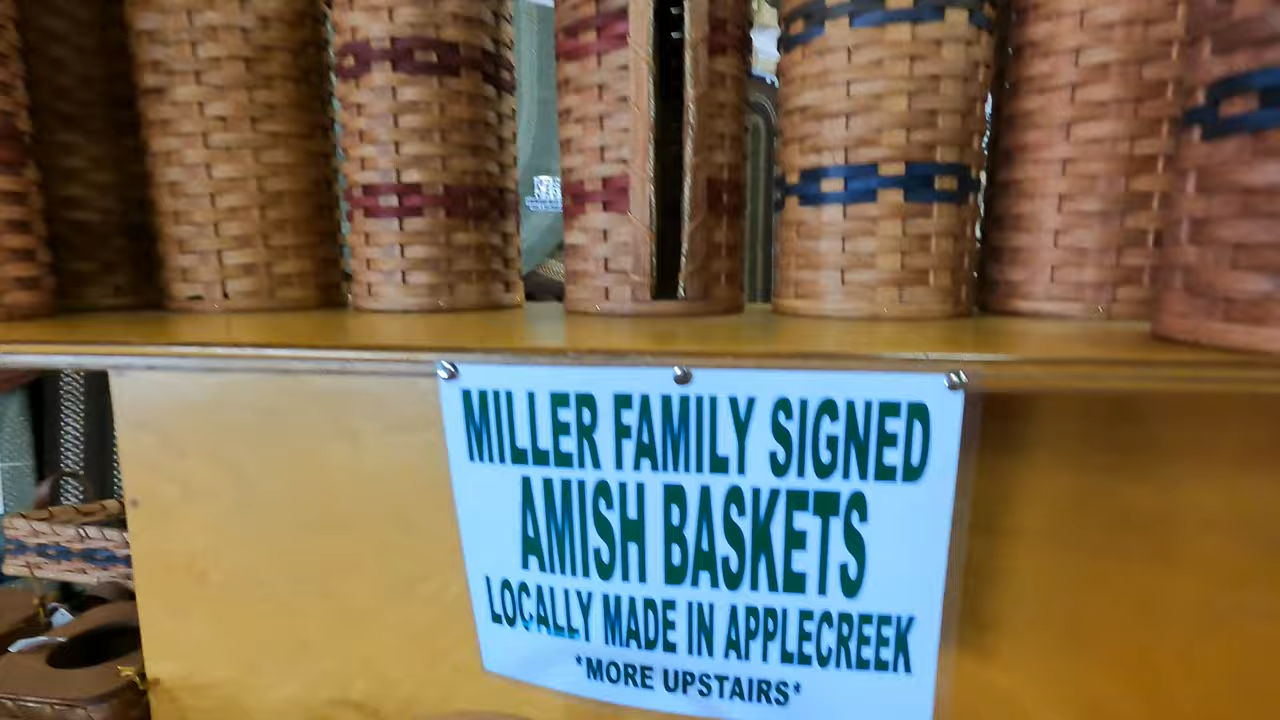 MILLER FAMILY SIGNED
AMISH BASKETS
LOCALLY MADE IN APPLECREEK
*MORE UPSTAIRS*